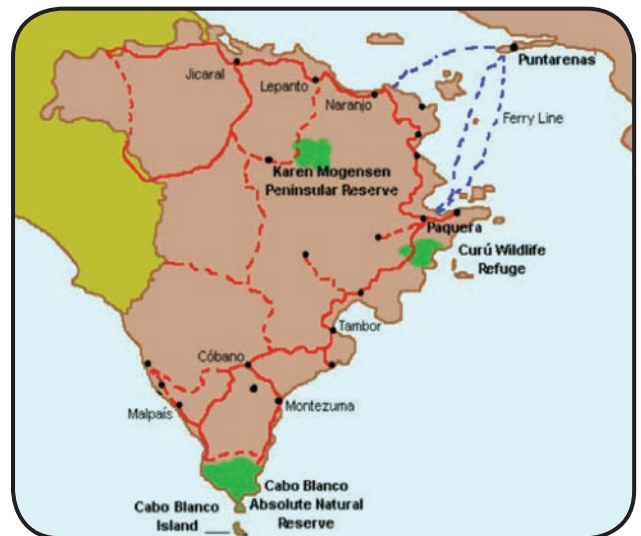 Puntarenas
Jicaral
Lepanto
Naranjo
Ferry Line
Karen Mogensen
Peninsular Reserve
Paquera
Curú Wildlife
Refuge
Tambor
Cóbano
Malpaís
Montezuma
Cabo Blanco
Absolute Natural
Reserve
Cabo Blanco
Island